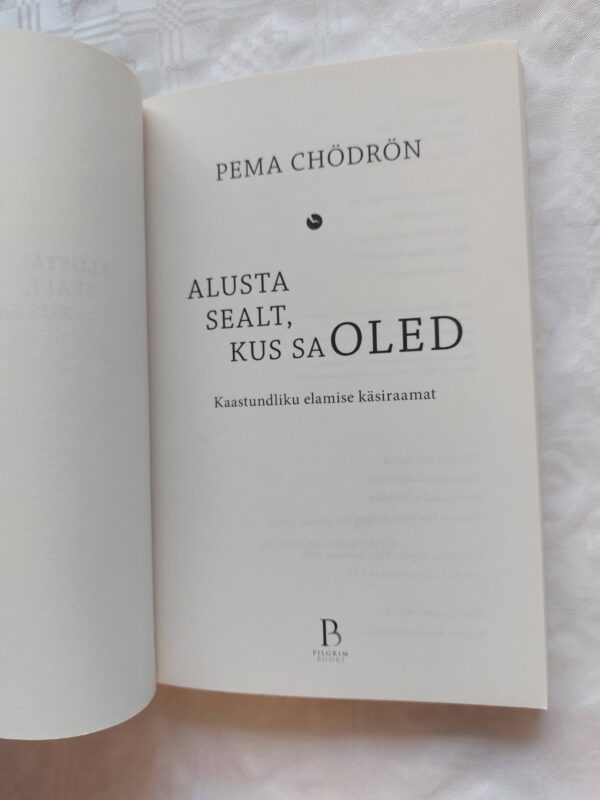 PEMA CHÖDRÖN
ALUSTA
SEALT,
KUS SA OLED
Kaastundliku elamise käsiraamat
PILGRIM
BOOKS